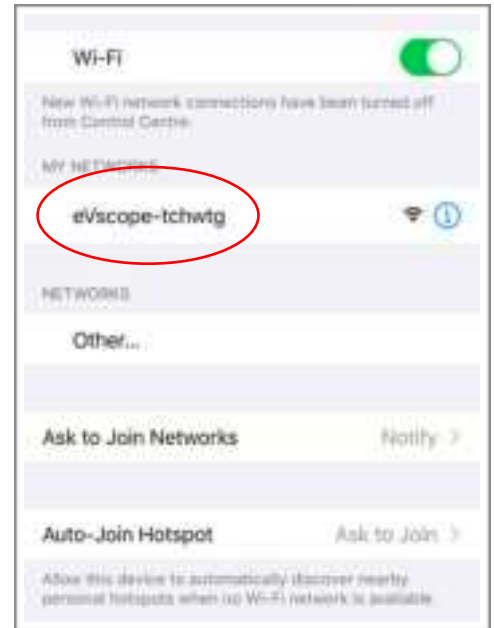 Wi-Fi
New Wi-Fi network connections have been turned off
from Control Centre.
MY NETWORKS
eVscope-tchwtg
NETWORKS
Other...
Ask to Join Networks Notify >
Auto-Join Hotspot Ask to Join >
Allow this device to automatically discover nearby
personal hotspots when no Wi-Fi network is available.